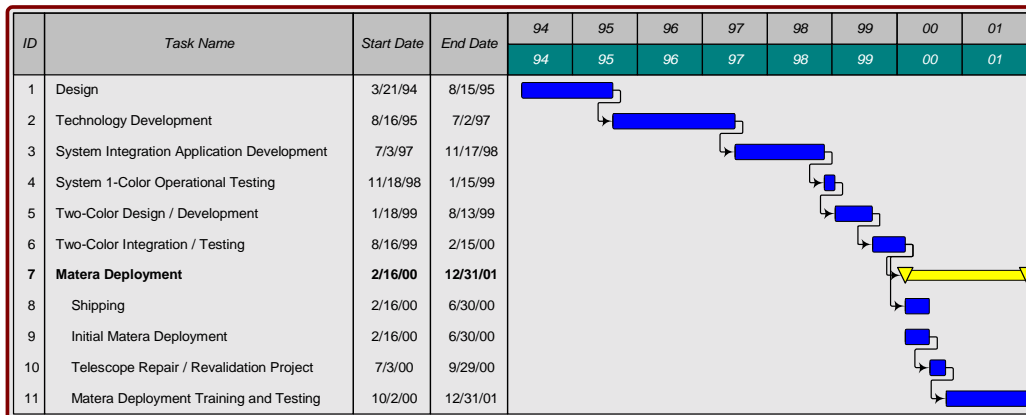 ID Task Name Start Date End Date 94 95 96 97 98 99 00 01
94 95 96 97 98 99 00 01
1 Design 3/21/94 8/15/95
2 Technology Development 8/16/95 7/2/97
3 System Integration Application Development 7/3/97 11/17/98
4 System 1-Color Operational Testing 11/18/98 1/15/99
5 Two-Color Design / Development 1/18/99 8/13/99
6 Two-Color Integration / Testing 8/16/99 2/15/00
7 Matera Deployment 2/16/00 12/31/01
8 Shipping 2/16/00 6/30/00
9 Initial Matera Deployment 2/16/00 6/30/00
10 Telescope Repair / Revalidation Project 7/3/00 9/29/00
11 Matera Deployment Training and Testing 10/2/00 12/31/01